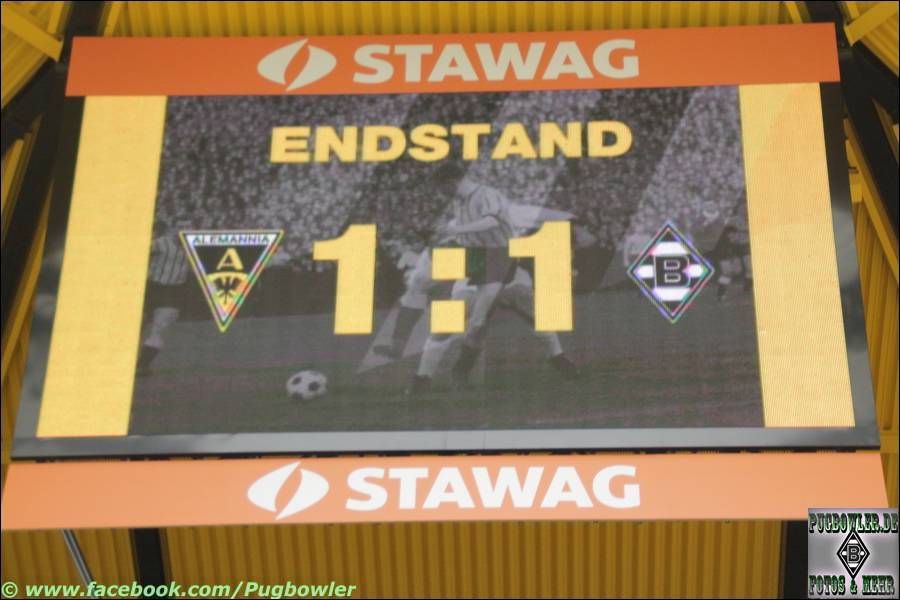 STAWAG
ENDSTAND
ALEMANNIA
A
1:1
B
STAWAG
PUGBOWLER.DE
B
FOTOS & MEHR
© www.facebook.com/Pugbowler